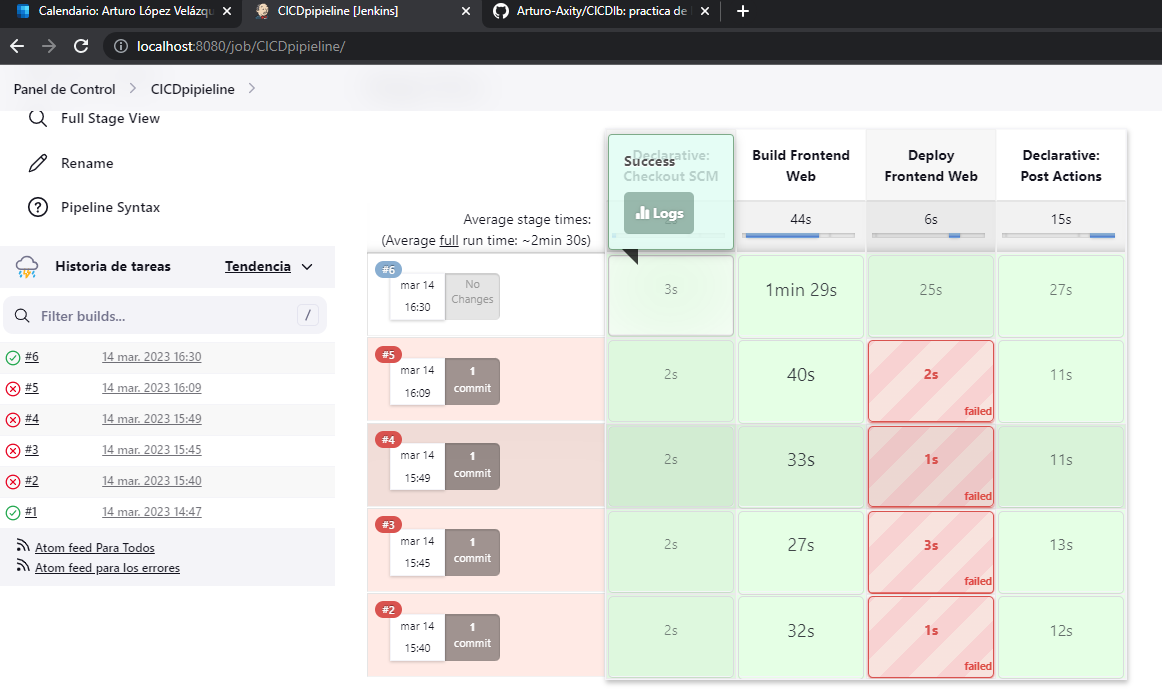 Calendario: Arturo López Velázqu
CICDpipieline [Jenkins]
Arturo-Axity/CICDlb: practica de
localhost:8080/job/CICDpipieline/
Panel de Control
CICDpipieline
Full Stage View
Rename
Pipeline Syntax
Historia de tareas
Tendencia
Filter builds...
/
#6 14 mar. 2023 16:30
#5 14 mar. 2023 16:09
#4 14 mar. 2023 15:49
#3 14 mar. 2023 15:45
#2 14 mar. 2023 15:40
#1 14 mar. 2023 14:47
Atom feed Para Todos
Atom feed para los errores
Average stage times:
(Average full run time: ~2min 30s)
Declarative:
Checkout SCM
Success
Logs
Build Frontend
Web
Deploy
Frontend Web
Declarative:
Post Actions
44s
6s
15s
#6
mar 14
16:30
No
Changes
3s
1min 29s
25s
27s
#5
mar 14
16:09
1
commit
2s
40s
2s
failed
11s
#4
mar 14
15:49
1
commit
2s
33s
1s
failed
11s
#3
mar 14
15:45
1
commit
2s
27s
3s
failed
13s
#2
mar 14
15:40
1
commit
2s
32s
1s
failed
12s